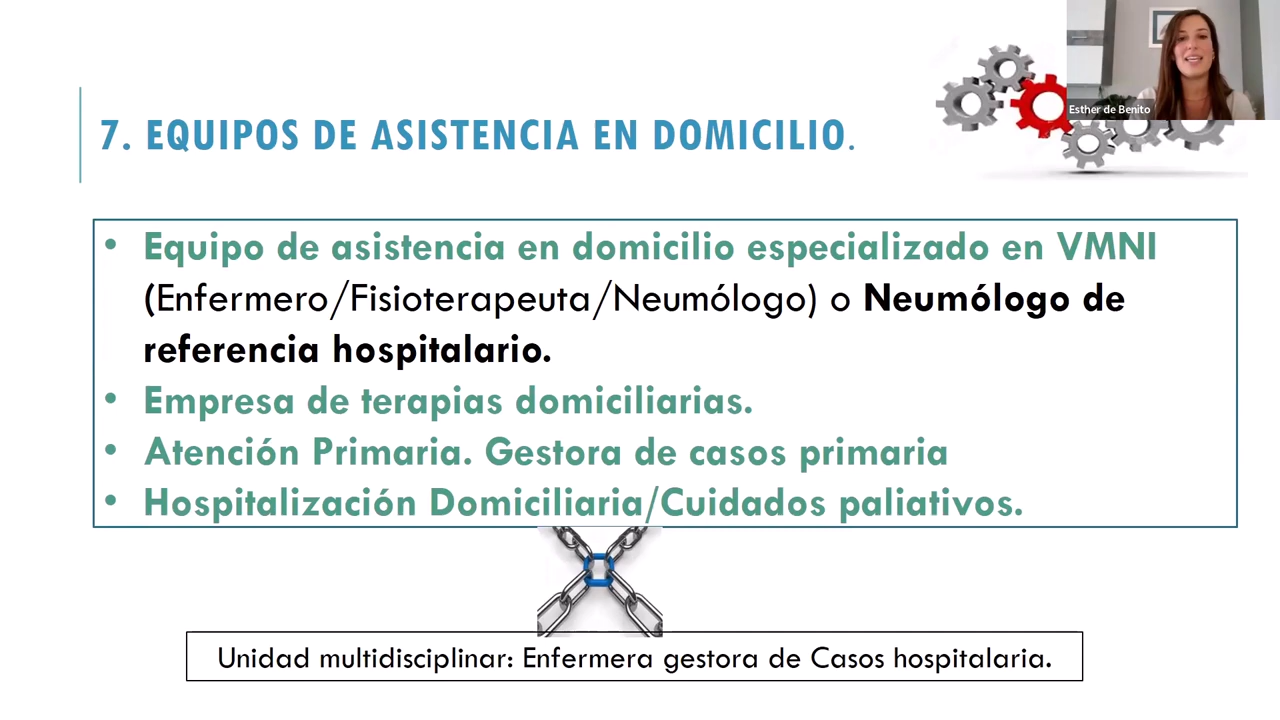 Esther de Benito
7. EQUIPOS DE ASISTENCIA EN DOMICILIO.
• Equipo de asistencia en domicilio especializado en VMNI
(Enfermero/Fisioterapeuta/Neumólogo) o Neumólogo de
referencia hospitalario.
• Empresa de terapias domiciliarias.
• Atención Primaria. Gestora de casos primaria
• Hospitalización Domiciliaria/Cuidados paliativos.
Unidad multidisciplinar: Enfermera gestora de Casos hospitalaria.